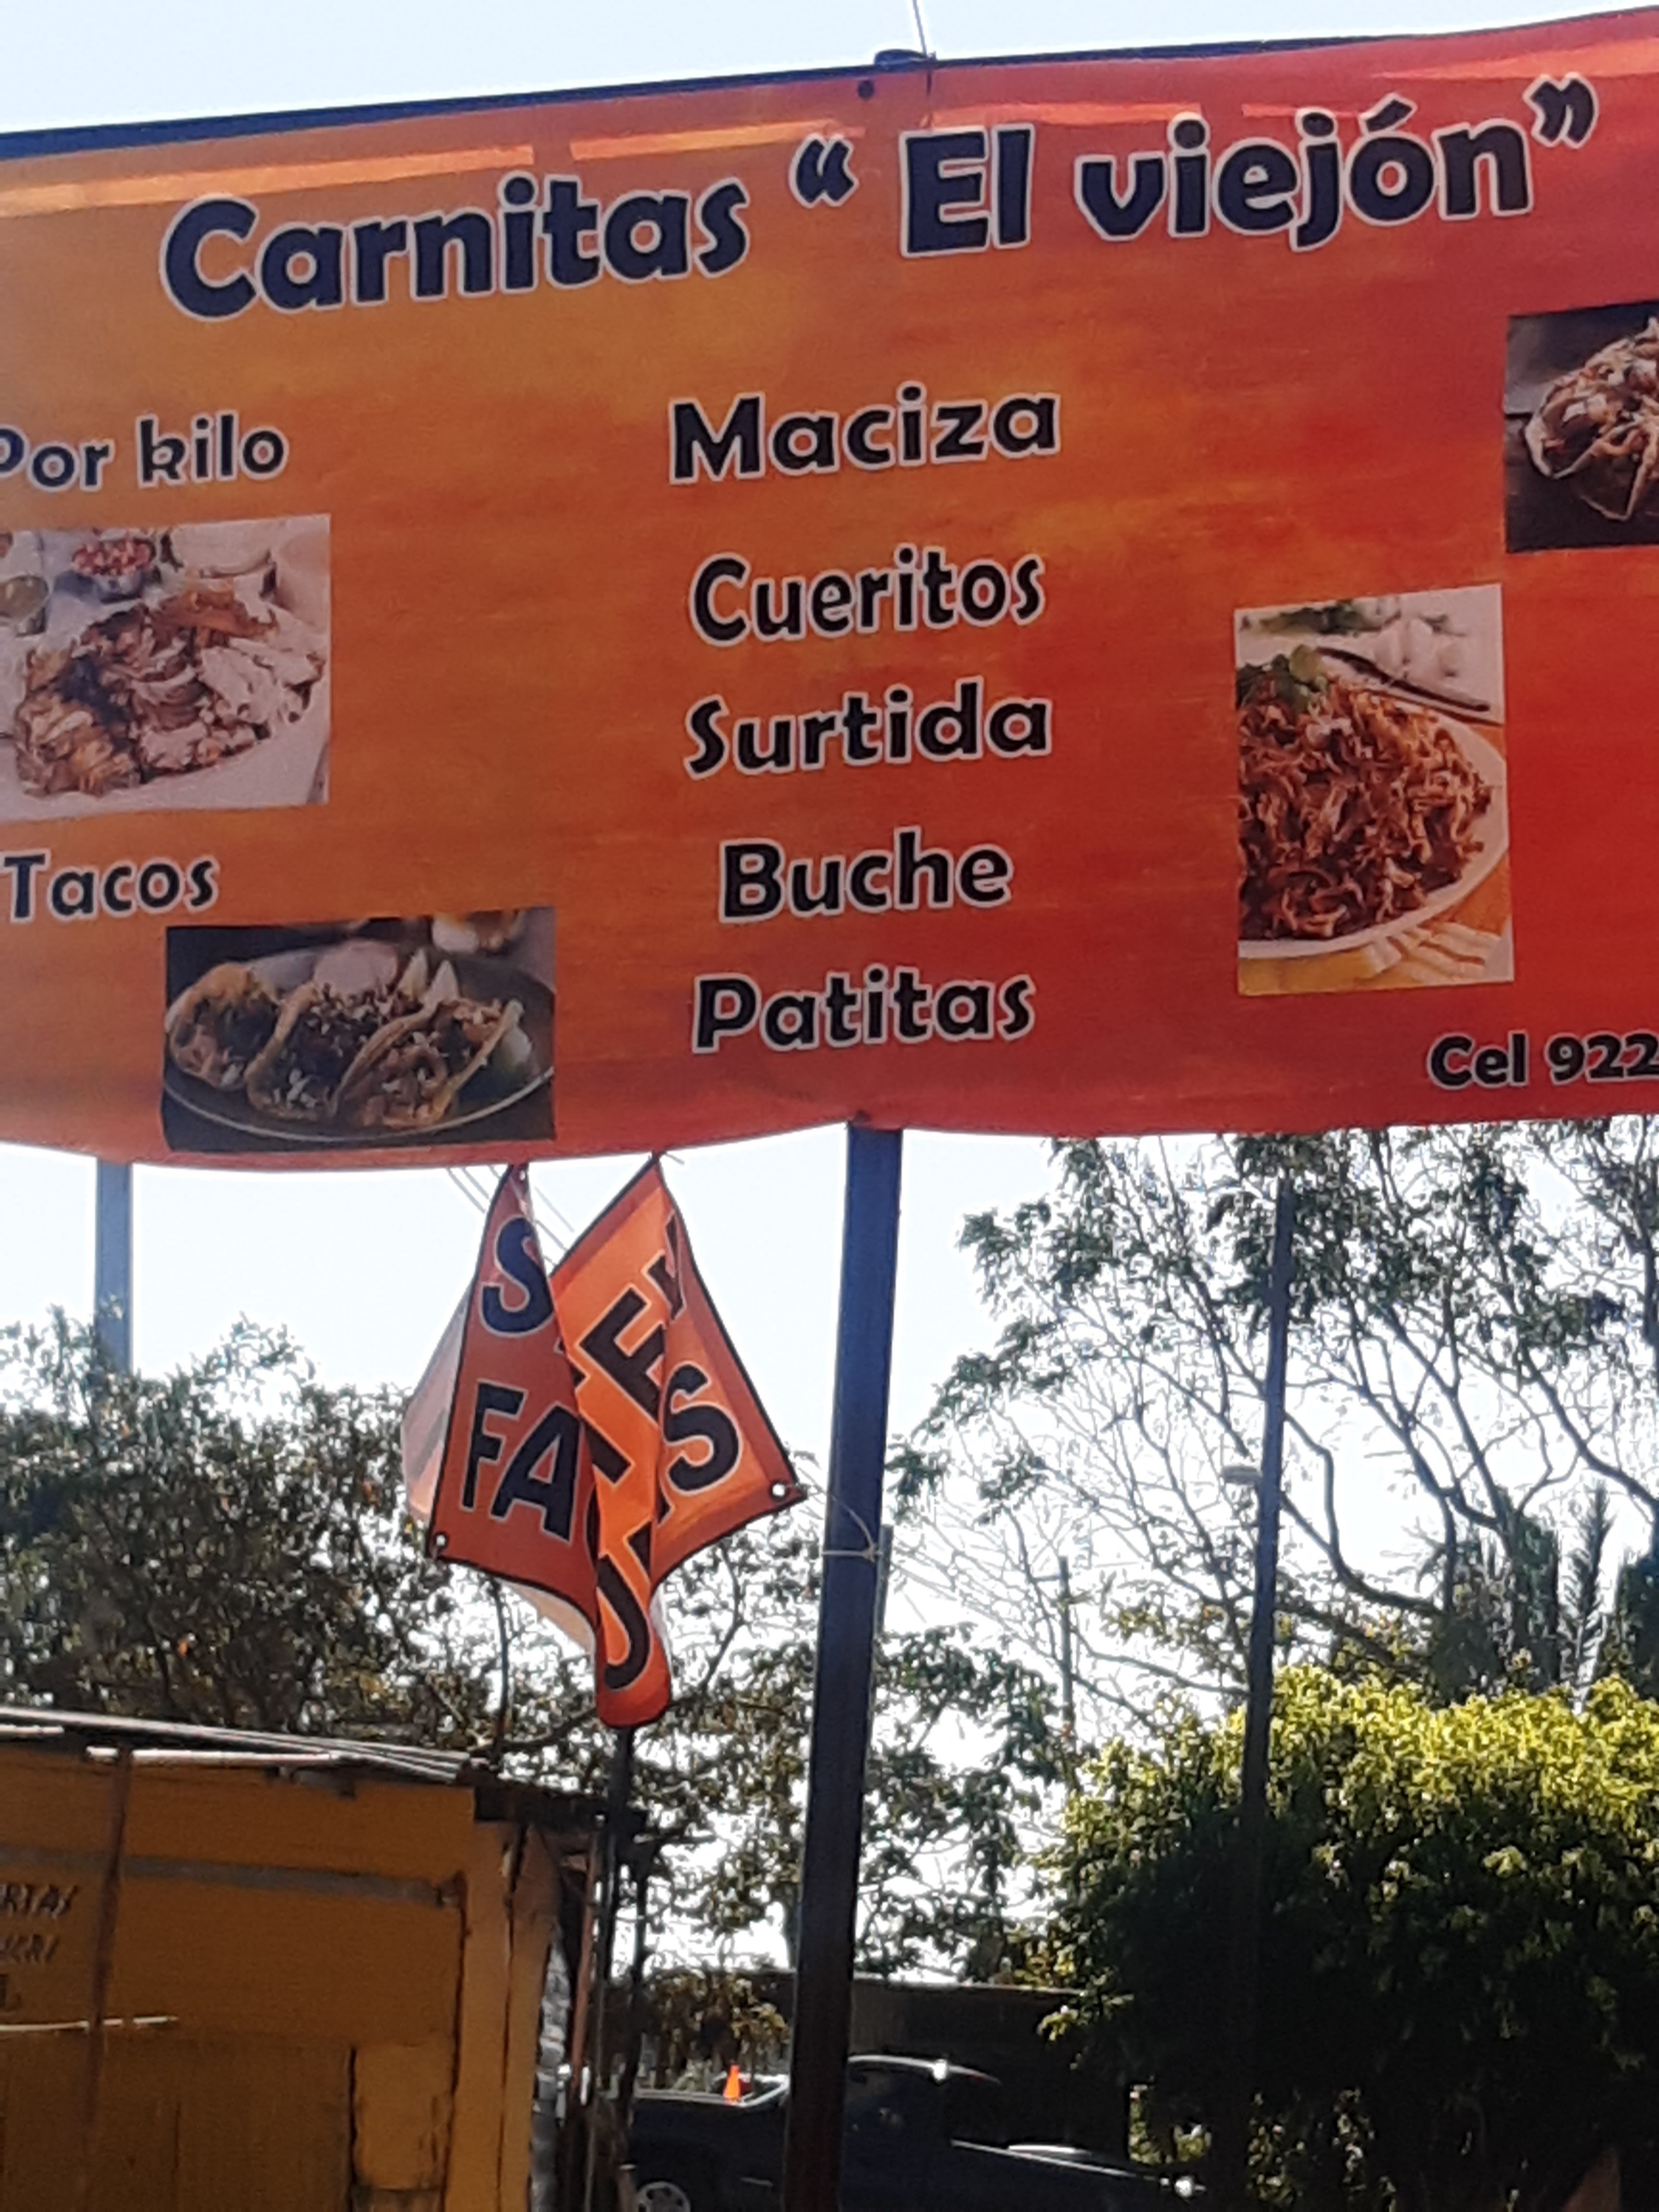 Carnitas “ El viejón”
Por kilo
Maciza
Cueritos
Surtida
Tacos
Buche
Patitas
Cel 922